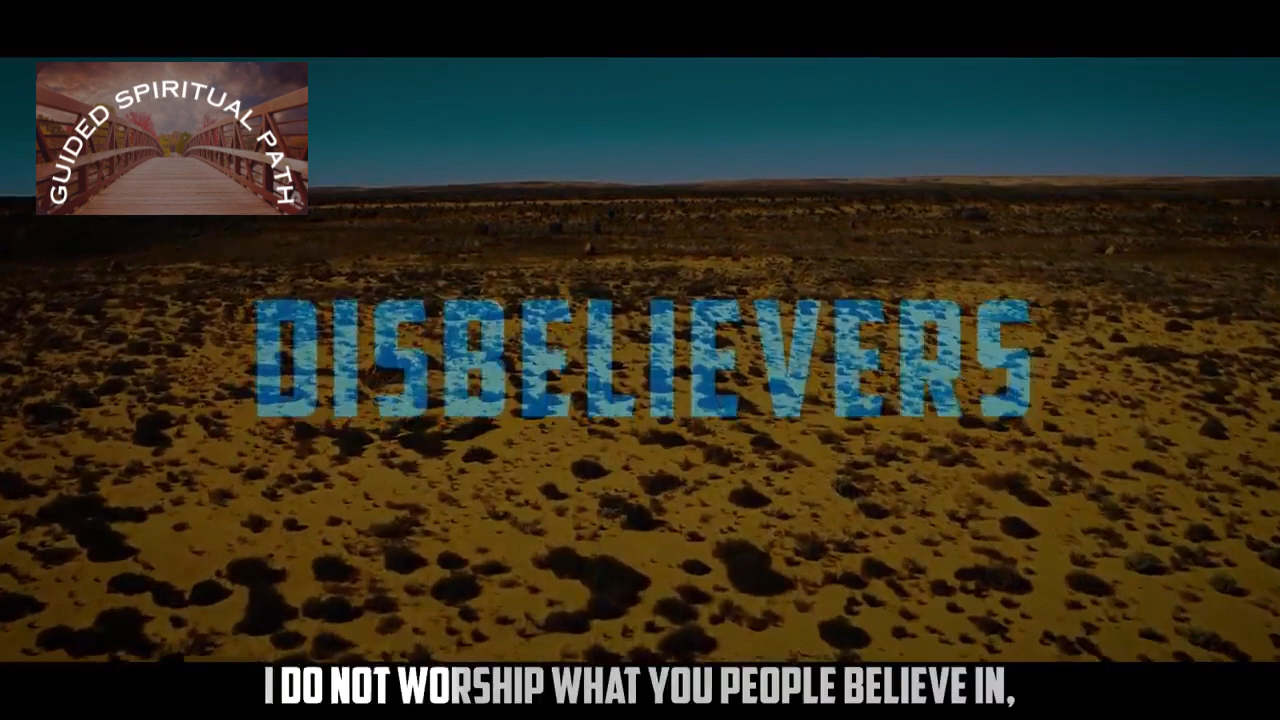 GUIDED SPIRITUAL PATH
DISBELIEVERS
I DO NOT WORSHIP WHAT YOU PEOPLE BELIEVE IN,